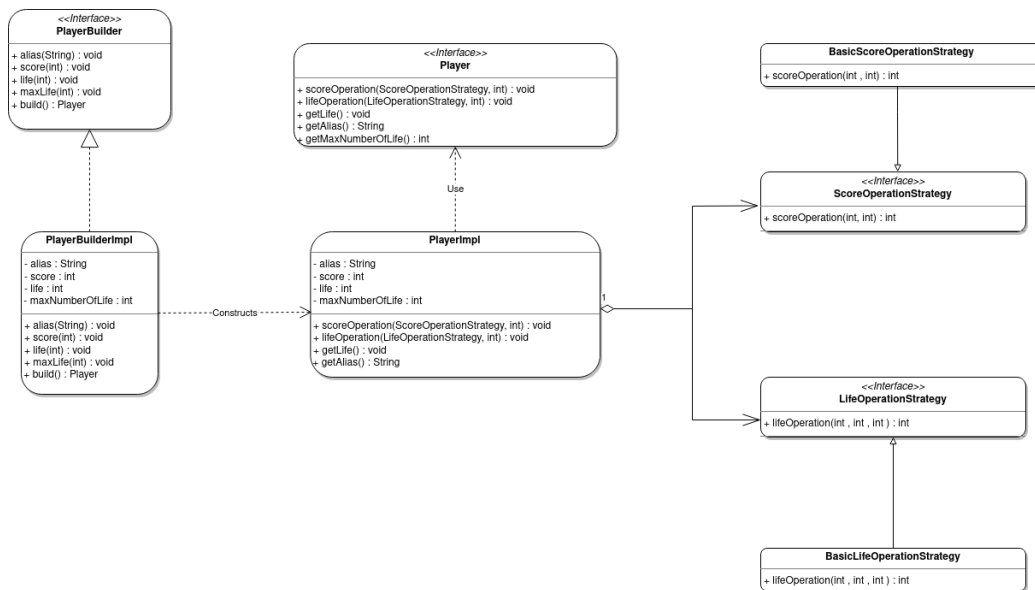 <<Interface>>
PlayerBuilder
+ alias(String) : void
+ score(int) : void
+ life(int) : void
+ maxLife(int) : void
+ build() : Player
<<Interface>>
Player
+ scoreOperation(ScoreOperationStrategy, int) : void
+ lifeOperation(LifeOperationStrategy, int) : void
+ getLife() : void
+ getAlias() : String
+ getMaxNumberOfLife() : int
BasicScoreOperationStrategy
+ scoreOperation(int , int) : int
Use
<<Interface>>
ScoreOperationStrategy
+ scoreOperation(int, int) : int
PlayerBuilderImpl
- alias : String
- score : int
- life : int
- maxNumberOfLife : int
+ alias(String) : void
+ score(int) : void
+ life(int) : void
+ maxLife(int) : void
+ build() : Player
Constructs
PlayerImpl
- alias : String
- score : int
- life : int
- maxNumberOfLife : int
+ scoreOperation(ScoreOperationStrategy, int) : void
+ lifeOperation(LifeOperationStrategy, int) : void
+ getLife() : void
+ getAlias() : String
1
<<Interface>>
LifeOperationStrategy
+ lifeOperation(int , int , int ) : int
BasicLifeOperationStrategy
+ lifeOperation(int , int , int ) : int